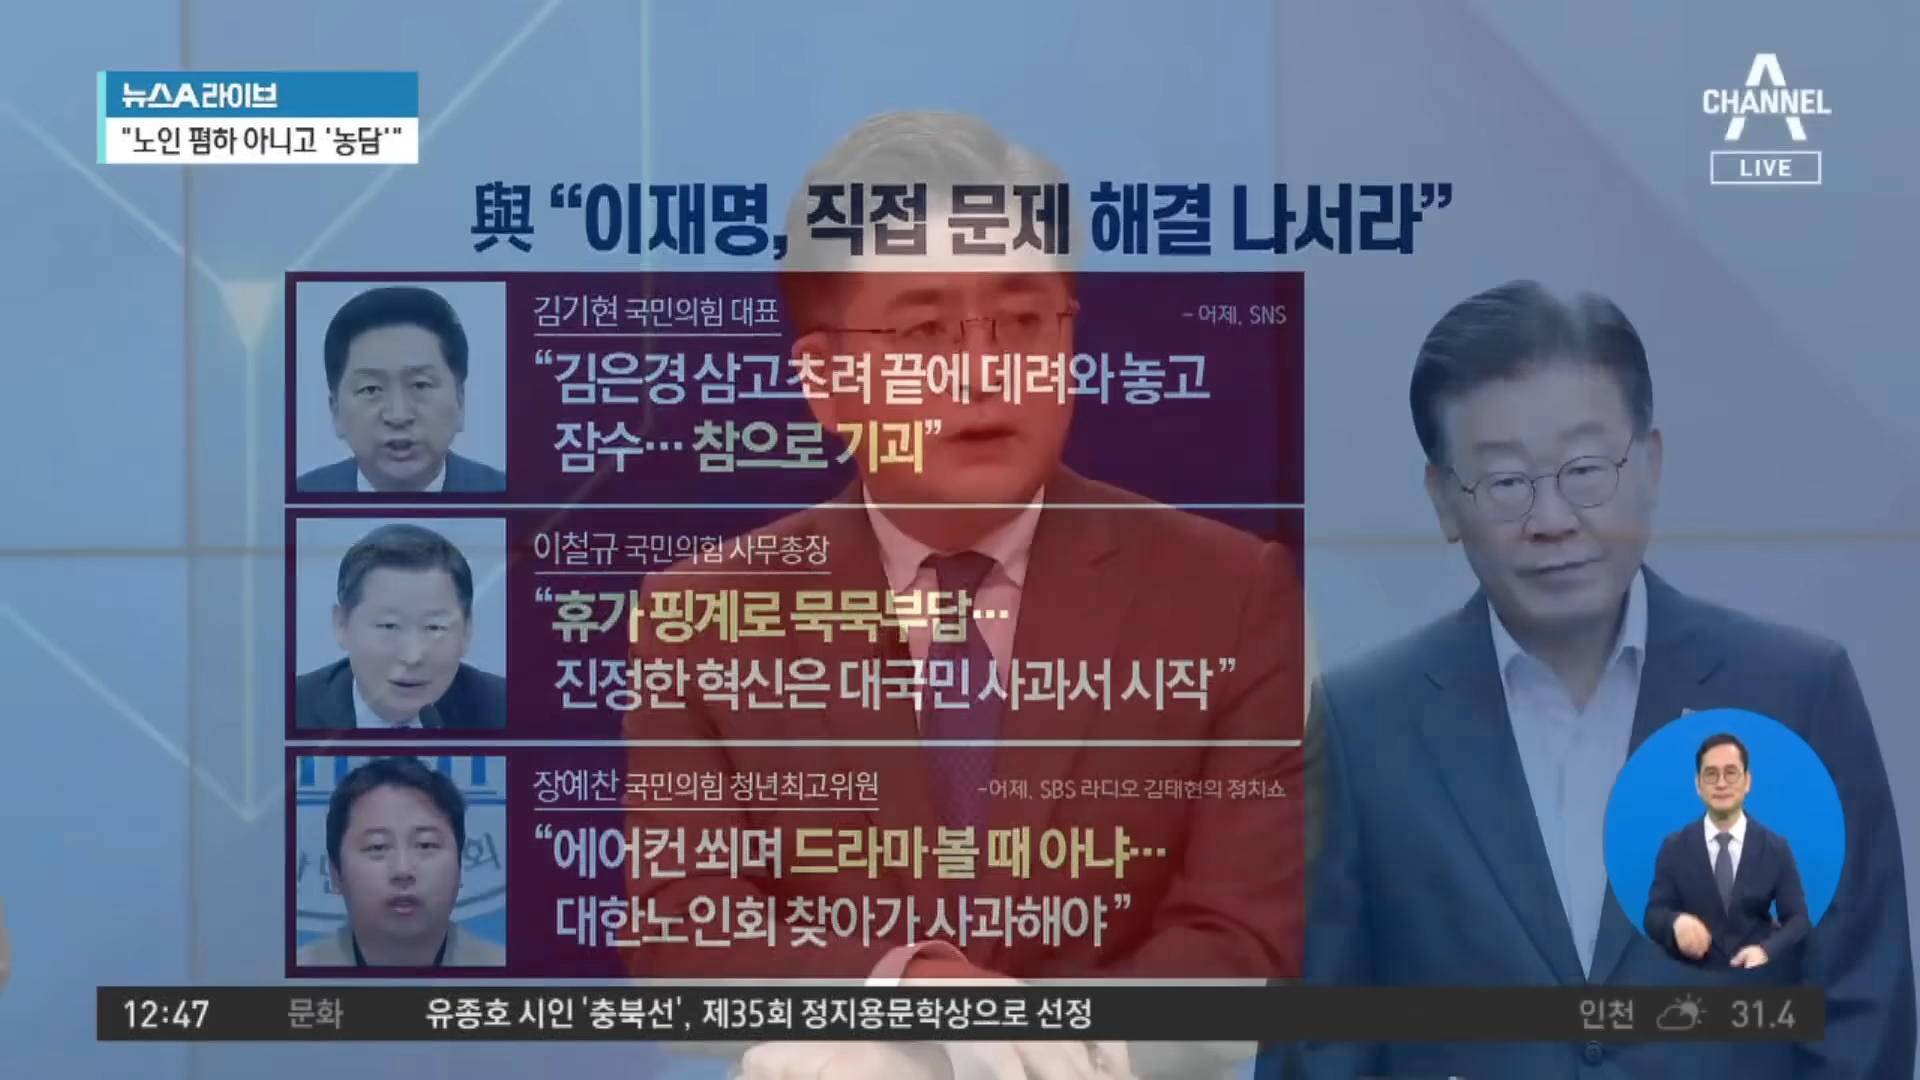 뉴스A라이브
"노인 폄하 아니고 '농담'"
CHANNEL A
LIVE
與 “이재명, 직접 문제 해결 나서라”
김기현 국민의힘 대표
- 어제, SNS
“김은경 삼고초려 끝에 데려와 놓고
잠수… 참으로 기괴”
이철규 국민의힘 사무총장
“휴가 핑계로 묵묵부답…
진정한 혁신은 대국민 사과서 시작”
장예찬 국민의힘 청년최고위원
-어제, SBS 라디오 김태현의 정치쇼
“에어컨 쐬며 드라마 볼 때 아냐…
대한노인회 찾아가 사과해야”
12:47
문화
유종호 시인 '충북선', 제35회 정지용문학상으로 선정
인천
31.4